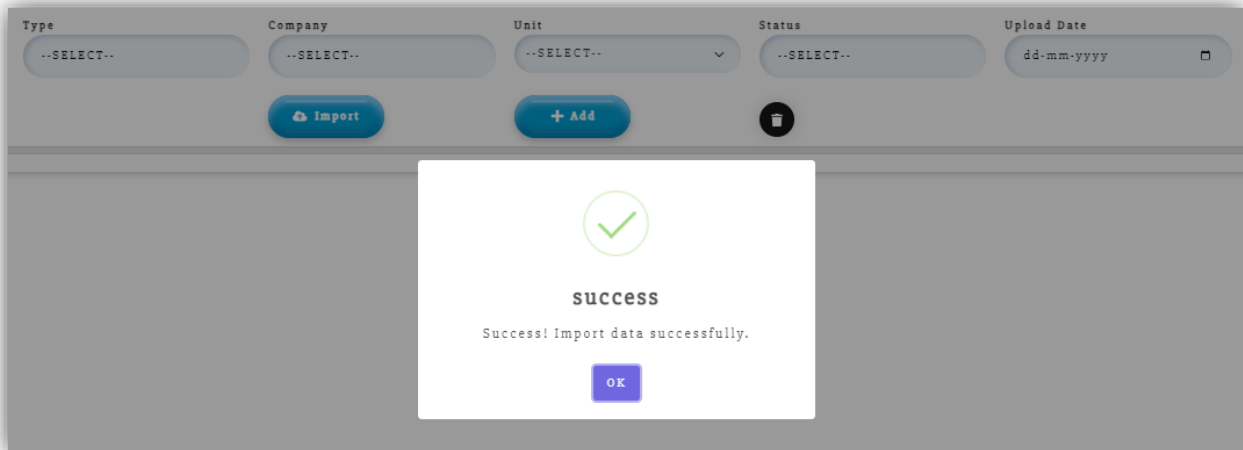 Type Company Unit Status Upload Date
--SELECT-- --SELECT-- --SELECT-- --SELECT-- dd-mm-yyyy
Import Add
success
Success! Import data successfully.
OK